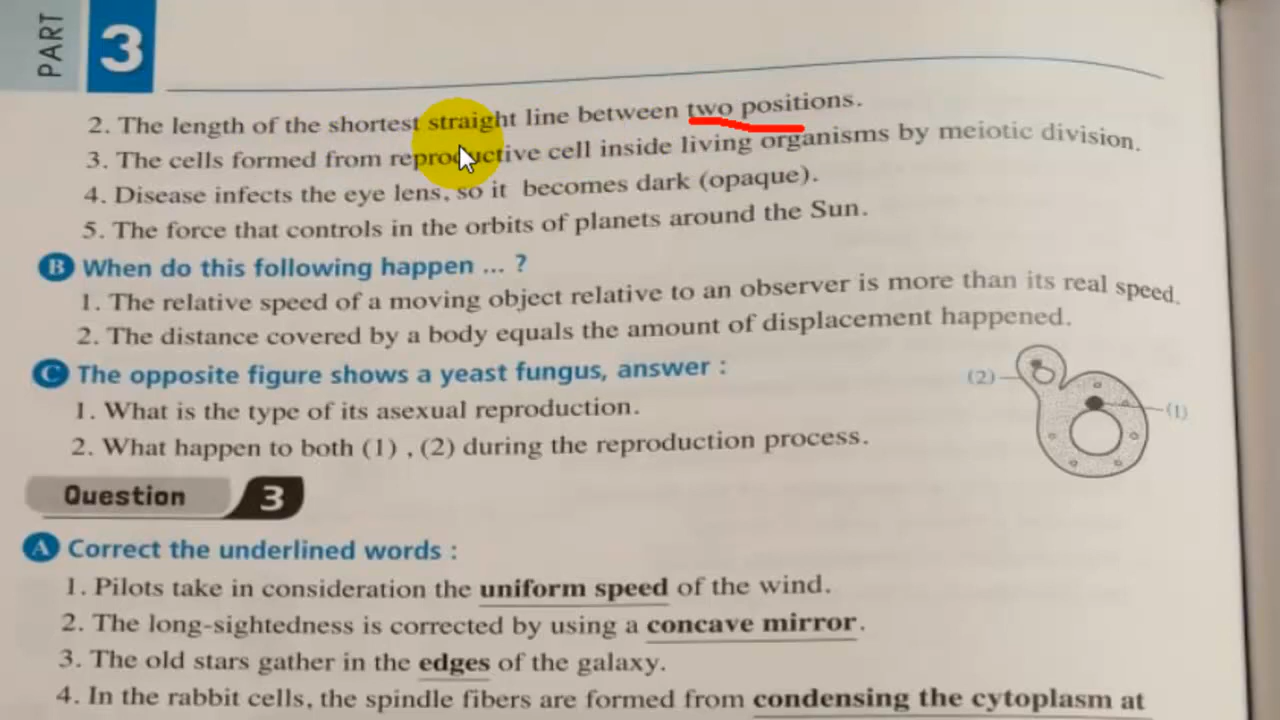 PART 3
2. The length of the shortest straight line between two positions.
3. The cells formed from reproductive cell inside living organisms by meiotic division.
4. Disease infects the eye lens, so it becomes dark (opaque).
5. The force that controls in the orbits of planets around the Sun.
B When do this following happen ... ?
1. The relative speed of a moving object relative to an observer is more than its real speed.
2. The distance covered by a body equals the amount of displacement happened.
C The opposite figure shows a yeast fungus, answer :
(2)
1. What is the type of its asexual reproduction.
(1)
2. What happen to both (1) , (2) during the reproduction process.
Question 3
A Correct the underlined words :
1. Pilots take in consideration the uniform speed of the wind.
2. The long-sightedness is corrected by using a concave mirror.
3. The old stars gather in the edges of the galaxy.
4. In the rabbit cells, the spindle fibers are formed from condensing the cytoplasm at